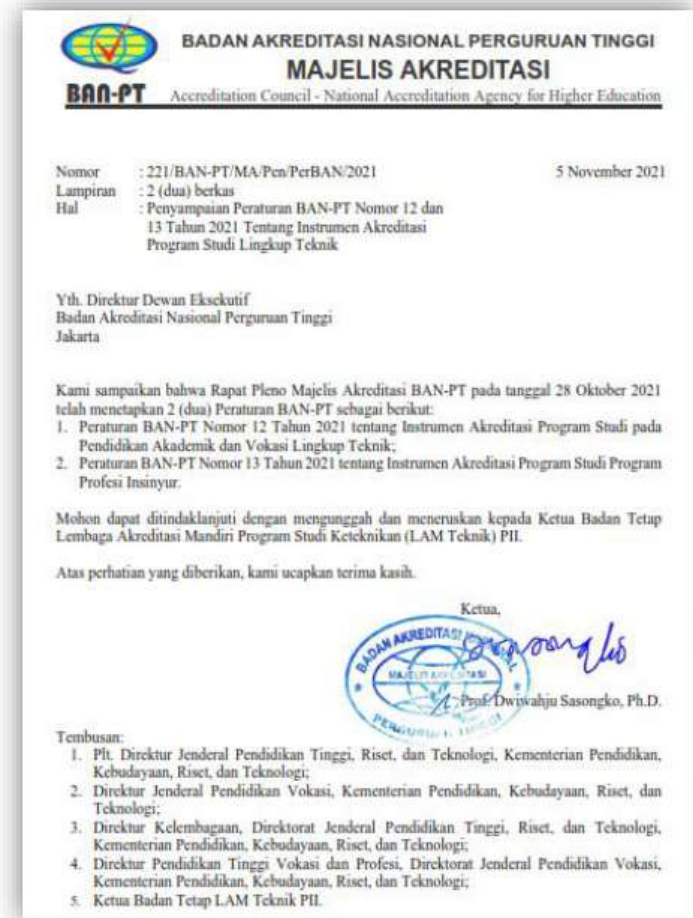 BADAN AKREDITASI NASIONAL PERGURUAN TINGGI
MAJELIS AKREDITASI
BAN-PT
Accreditation Council - National Accreditation Agency for Higher Education
Nomor : 221/BAN-PT/MA/Pen/PerBAN/2021 5 November 2021
Lampiran : 2 (dua) berkas
Hal : Penyampaian Peraturan BAN-PT Nomor 12 dan
13 Tahun 2021 Tentang Instrumen Akreditasi
Program Studi Lingkup Teknik
Yth. Direktur Dewan Eksekutif
Badan Akreditasi Nasional Perguruan Tinggi
Jakarta
Kami sampaikan bahwa Rapat Pleno Majelis Akreditasi BAN-PT pada tanggal 28 Oktober 2021
telah menetapkan 2 (dua) Peraturan BAN-PT sebagai berikut:
1. Peraturan BAN-PT Nomor 12 Tahun 2021 tentang Instrumen Akreditasi Program Studi pada
Pendidikan Akademik dan Vokasi Lingkup Teknik;
2. Peraturan BAN-PT Nomor 13 Tahun 2021 tentang Instrumen Akreditasi Program Studi Program
Profesi Insinyur.
Mohon dapat ditindaklanjuti dengan mengunggah dan meneruskan kepada Ketua Badan Tetap
Lembaga Akreditasi Mandiri Program Studi Keteknikan (LAM Teknik) PII.
Atas perhatian yang diberikan, kami ucapkan terima kasih.
Ketua,
BADAN AKREDITASI NASIONAL
MAJELIS AKREDITASI
PERGURUAN TINGGI
Prof. Dwiwahju Sasongko, Ph.D.
Tembusan:
1. Plt. Direktur Jenderal Pendidikan Tinggi, Riset, dan Teknologi, Kementerian Pendidikan,
Kebudayaan, Riset, dan Teknologi;
2. Direktur Jenderal Pendidikan Vokasi, Kementerian Pendidikan, Kebudayaan, Riset, dan
Teknologi;
3. Direktur Kelembagaan, Direktorat Jenderal Pendidikan Tinggi, Riset, dan Teknologi,
Kementerian Pendidikan, Kebudayaan, Riset, dan Teknologi;
4. Direktur Pendidikan Tinggi Vokasi dan Profesi, Direktorat Jenderal Pendidikan Vokasi,
Kementerian Pendidikan, Kebudayaan, Riset, dan Teknologi;
5. Ketua Badan Tetap LAM Teknik PII.